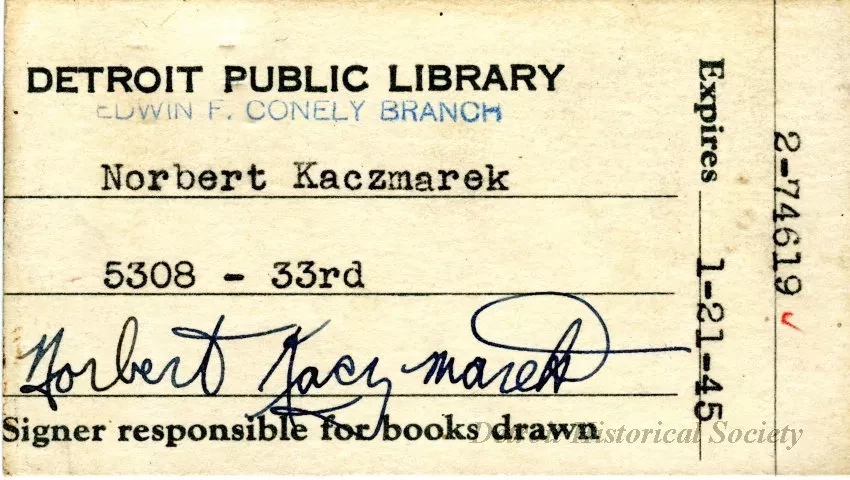 DETROIT PUBLIC LIBRARY
EDWIN F. CONELY BRANCH
Norbert Kaczmarek
5308 - 33rd
Norbert Kaczmarek
Signer responsible for books drawn
Detroit Historical Society
Expires 1-21-45
2-74619